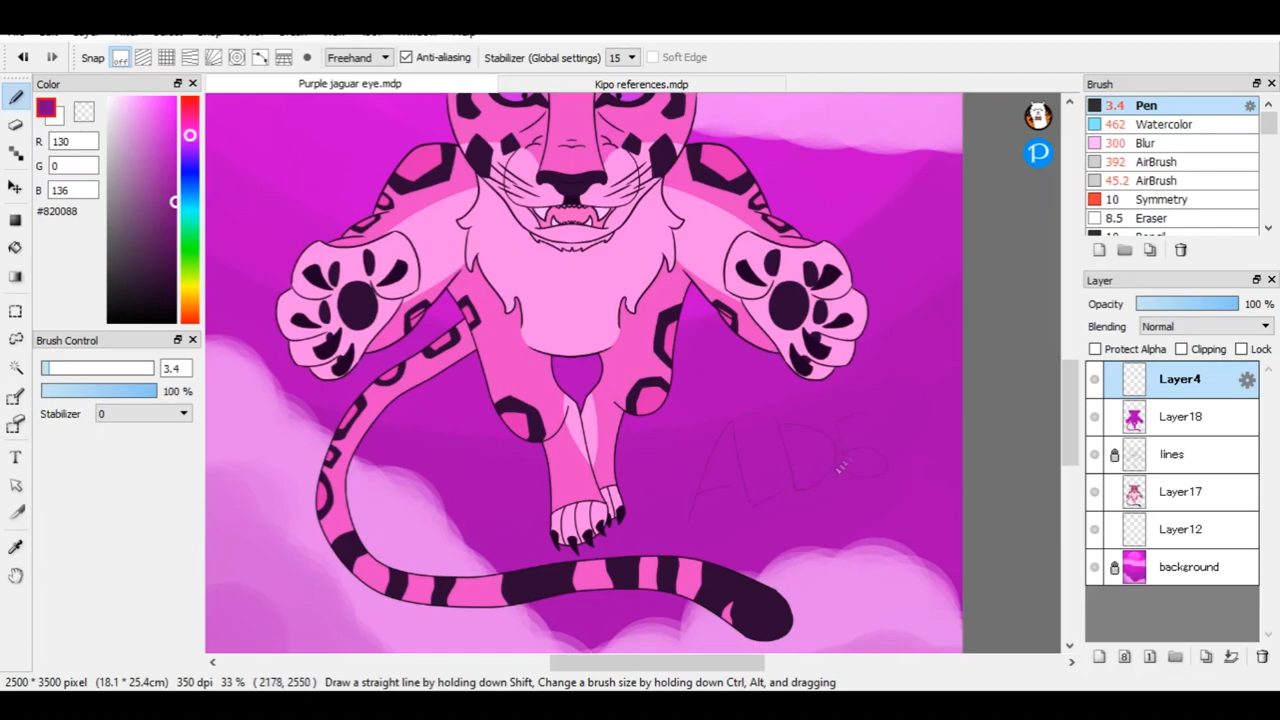 Snap
off
Freehand
Anti-aliasing
Stabilizer (Global settings)
15
Soft Edge
Color
Purple jaguar eye.mdp
Kipo references.mdp
Brush
R 130
G 0
B 136
#820088
3.4 Pen
462 Watercolor
300 Blur
392 AirBrush
45.2 AirBrush
10 Symmetry
8.5 Eraser
Layer
Opacity 100 %
Blending Normal
Protect Alpha Clipping Lock
Brush Control
3.4
100 %
Stabilizer 0
Layer4
Layer18
lines
Layer17
Layer12
background
ADS
P
T
8 1
2500 * 3500 pixel (18.1 * 25.4cm) 350 dpi 33 % ( 2178, 2550 ) Draw a straight line by holding down Shift, Change a brush size by holding down Ctrl, Alt, and dragging